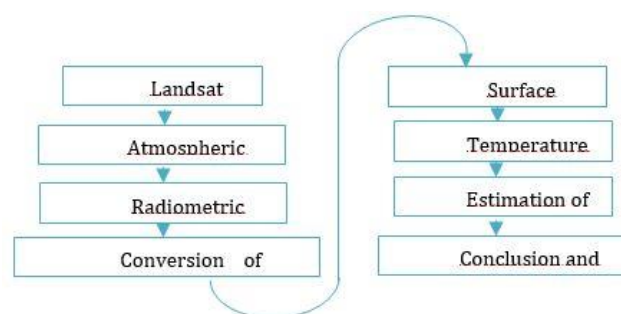 Landsat
Atmospheric
Radiometric
Conversion of
Surface
Temperature
Estimation of
Conclusion and